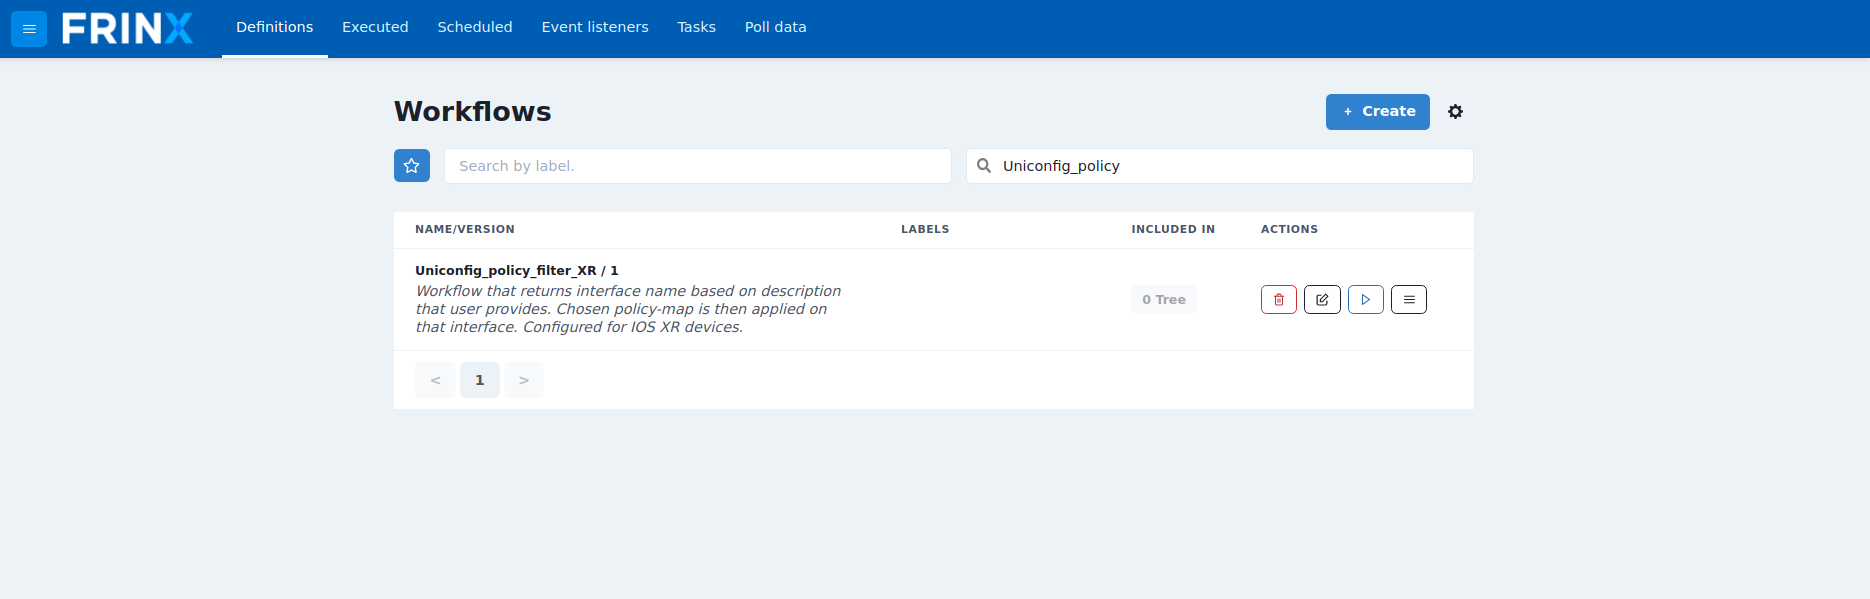 FRINX
Definitions
Executed
Scheduled
Event listeners
Tasks
Poll data
Workflows
+ Create
Search by label.
Uniconfig_policy
NAME/VERSION
LABELS
INCLUDED IN
ACTIONS
Uniconfig_policy_filter_XR / 1
Workflow that returns interface name based on description
that user provides. Chosen policy-map is then applied on
that interface. Configured for IOS XR devices.
0 Tree
<
1
>